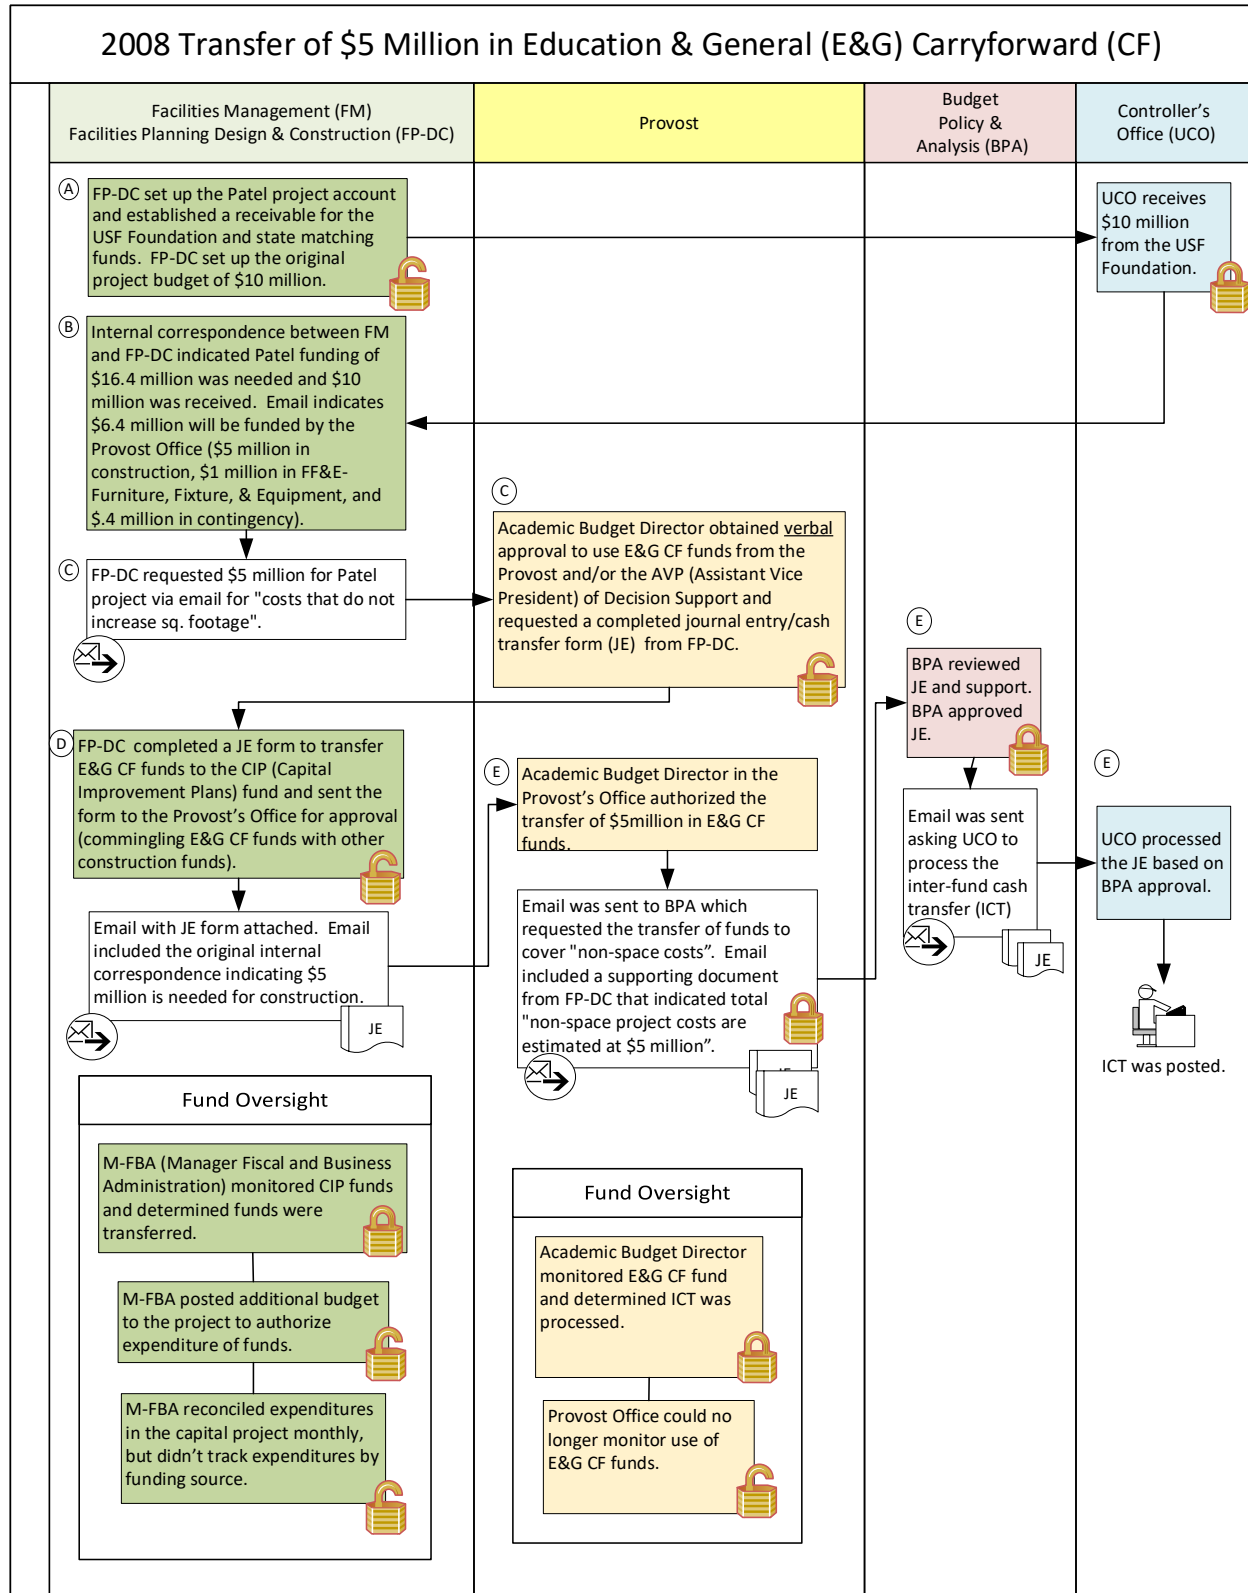 2008 Transfer of $5 Million in Education & General (E&G) Carryforward (CF)
Facilities Management (FM)
Facilities Planning Design & Construction (FP-DC)
Provost
Budget
Policy &
Analysis (BPA)
Controller's
Office (UCO)
A
FP-DC set up the Patel project account
and established a receivable for the
USF Foundation and state matching
funds.  FP-DC set up the original
project budget of $10 million.
UCO receives
$10 million
from the USF
Foundation.
B
Internal correspondence between FM
and FP-DC indicated Patel funding of
$16.4 million was needed and $10
million was received.  Email indicates
$6.4 million will be funded by the
Provost Office ($5 million in
construction, $1 million in FF&E-
Furniture, Fixture, & Equipment, and
$.4 million in contingency).
C
FP-DC requested $5 million for Patel
project via email for "costs that do not
increase sq. footage".
C
Academic Budget Director obtained verbal
approval to use E&G CF funds from the
Provost and/or the AVP (Assistant Vice
President) of Decision Support and
requested a completed journal entry/cash
transfer form (JE)  from FP-DC.
D
FP-DC  completed a JE form to transfer
E&G CF funds to the CIP (Capital
Improvement Plans) fund and sent the
form to the Provost's Office for approval
(commingling E&G CF funds with other
construction funds).
Email with JE form attached.  Email
included the original internal
correspondence indicating $5
million is needed for construction.
JE
E
Academic Budget Director in the
Provost's Office authorized the
transfer of $5million in E&G CF
funds.
Email was sent to BPA which
requested the transfer of funds to
cover "non-space costs”.  Email
included a supporting document
from FP-DC that indicated total
"non-space project costs are
estimated at $5 million”.
JE
JE
E
BPA reviewed
JE and support.
BPA approved
JE.
Email was sent
asking UCO to
process the
inter-fund cash
transfer (ICT)
JE
E
UCO processed
the JE based on
BPA approval.
ICT was posted.
Fund Oversight
M-FBA (Manager Fiscal and Business
Administration) monitored CIP funds
and determined funds were
transferred.
M-FBA posted additional budget
to the project to authorize
expenditure of funds.
M-FBA reconciled expenditures
in the capital project monthly,
but didn't track expenditures by
funding source.
Fund Oversight
Academic Budget Director
monitored E&G CF fund
and determined ICT was
processed.
Provost Office could no
longer monitor use of
E&G CF funds.